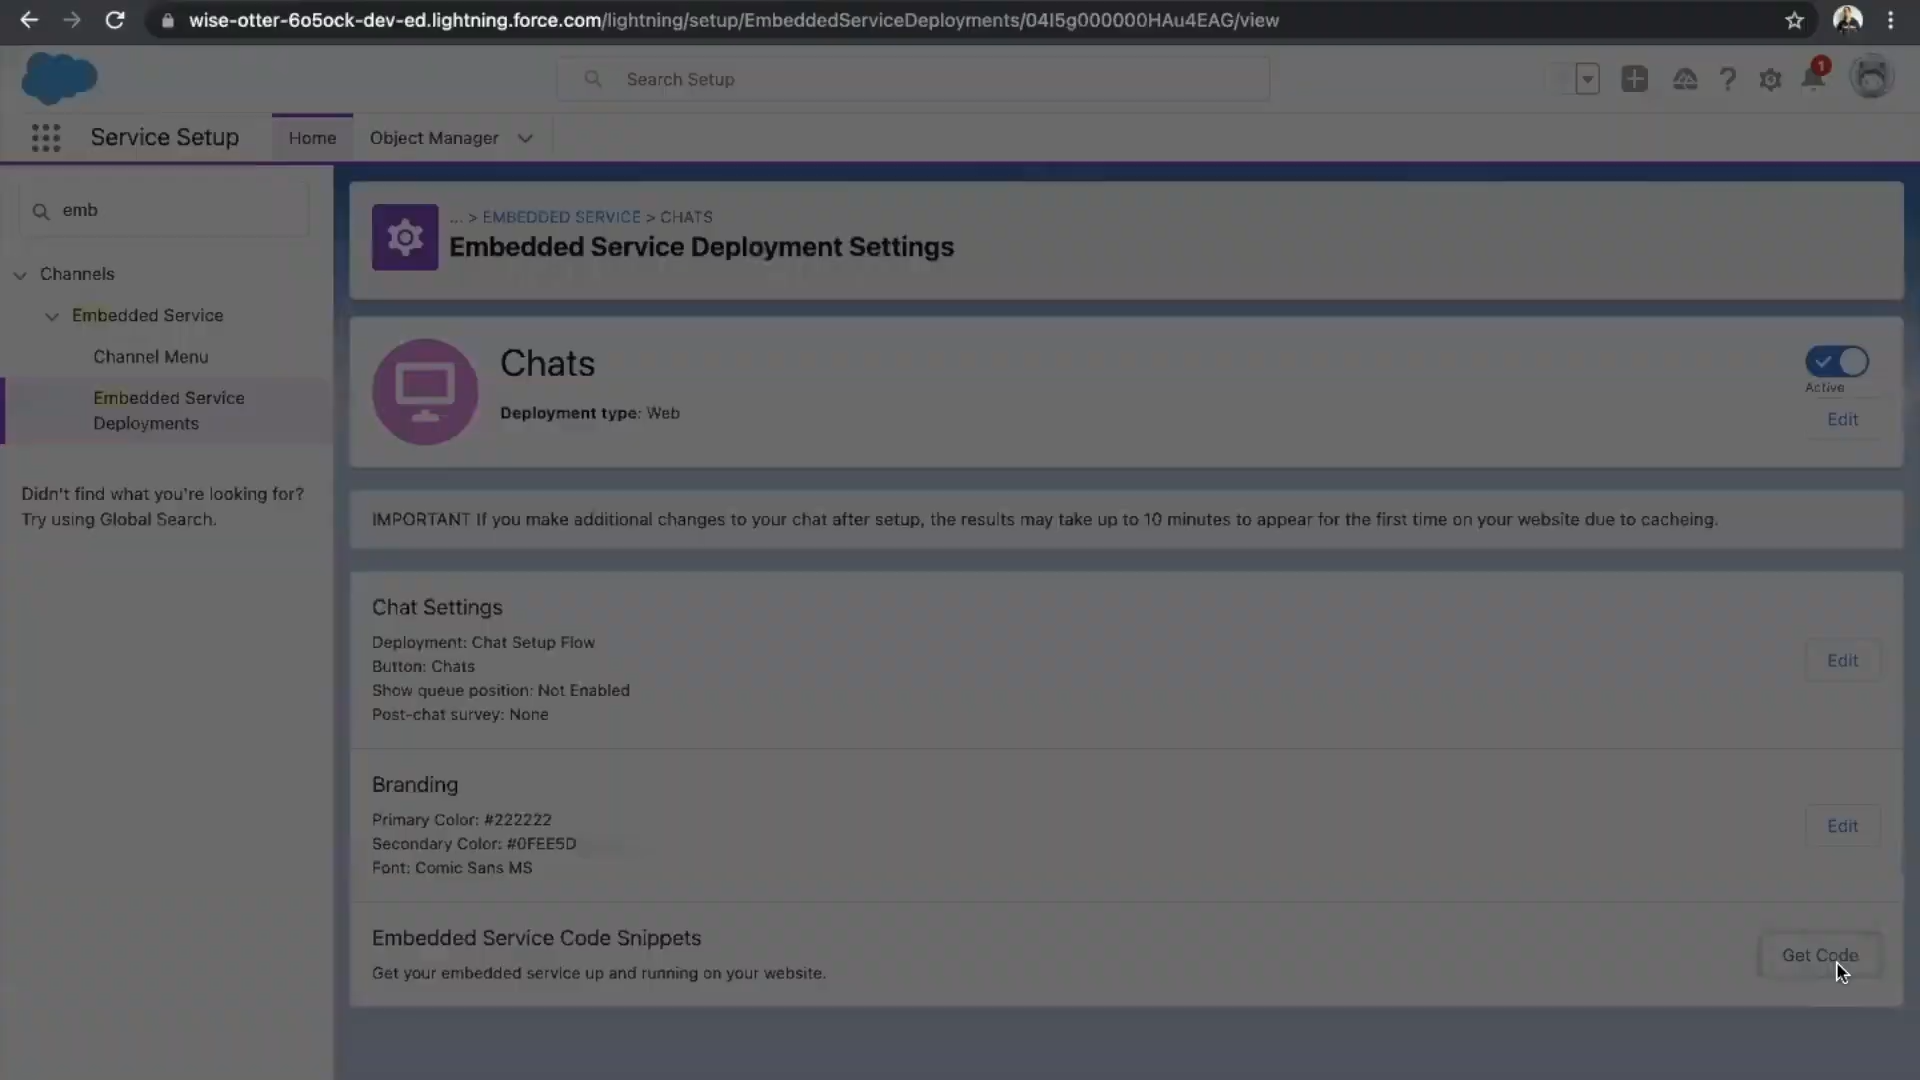 wise-otter-6o5ock-dev-ed.lightning.force.com/lightning/setup/EmbeddedServiceDeployments/04I5g000000HAu4EAG/view
Search Setup
1
Service Setup
Home
Object Manager
emb
Channels
Embedded Service
Channel Menu
Embedded Service
Deployments
Didn't find what you're looking for?
Try using Global Search.
... > EMBEDDED SERVICE > CHATS
Embedded Service Deployment Settings
Chats
Deployment type: Web
Active
Edit
IMPORTANT If you make additional changes to your chat after setup, the results may take up to 10 minutes to appear for the first time on your website due to cacheing.
Chat Settings
Deployment: Chat Setup Flow
Button: Chats
Show queue position: Not Enabled
Post-chat survey: None
Edit
Branding
Primary Color: #222222
Secondary Color: #0FEE5D
Font: Comic Sans MS
Edit
Embedded Service Code Snippets
Get your embedded service up and running on your website.
Get Code